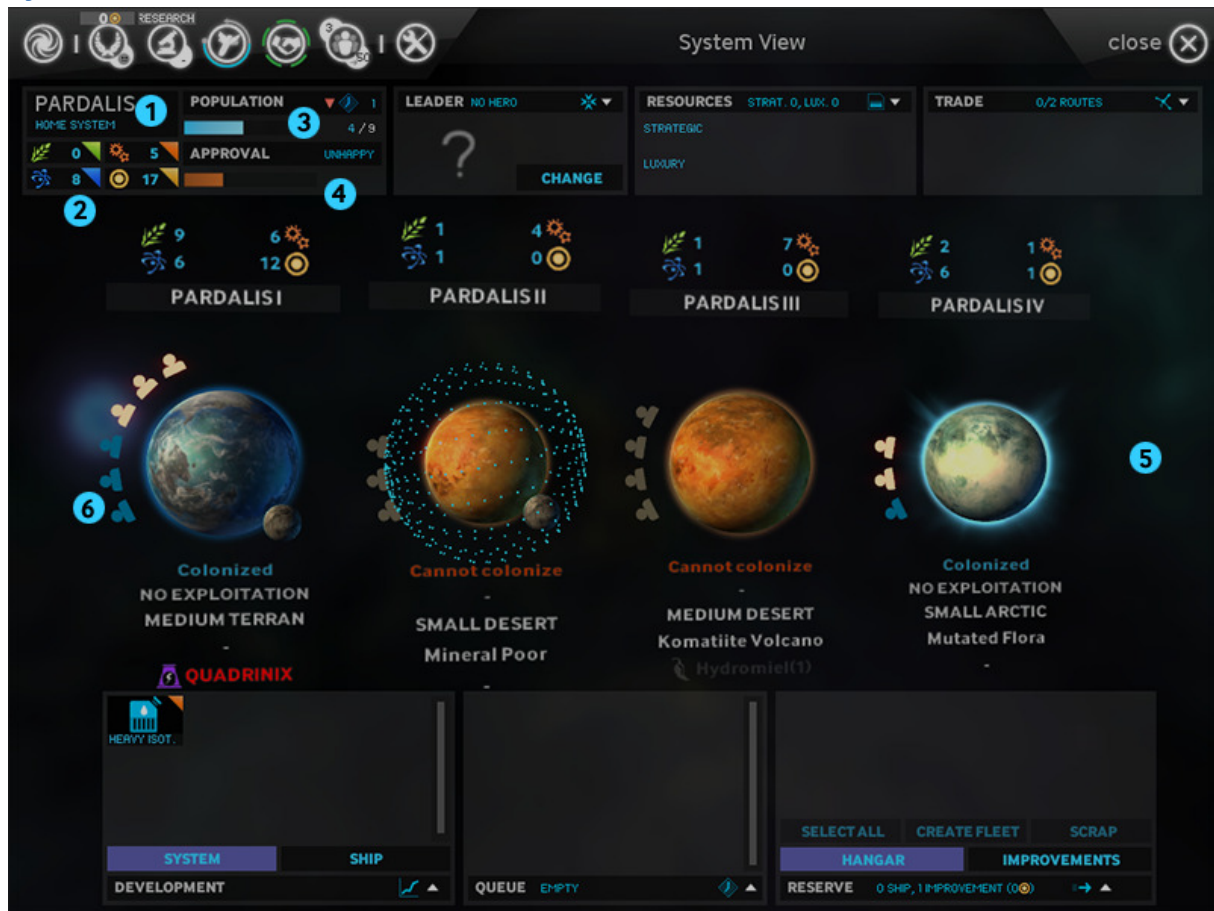 0 RESEARCH
System View
close
3
50
PARDALIS 1
HOME SYSTEM
POPULATION 1
3
4/9
0 5
8 17
2
APPROVAL UNHAPPY
4
LEADER NO HERO
?
CHANGE
RESOURCES STRAT. 0, LUX. 0
STRATEGIC
LUXURY
TRADE 0/2 ROUTES
9 6
6 12
PARDALIS I
1 4
1 0
PARDALIS II
1 7
1 0
PARDALIS III
2 1
6 1
PARDALIS IV
5
6
Colonized
NO EXPLOITATION
MEDIUM TERRAN
-
QUADRINIX
Cannot colonize
-
SMALL DESERT
Mineral Poor
-
Cannot colonize
-
MEDIUM DESERT
Komatiite Volcano
Hydromiel(1)
Colonized
NO EXPLOITATION
SMALL ARCTIC
Mutated Flora
-
HEAVY ISOT.
SYSTEM SHIP
DEVELOPMENT
QUEUE EMPTY
SELECT ALL CREATE FLEET SCRAP
HANGAR IMPROVEMENTS
RESERVE 0 SHIP, 1 IMPROVEMENT (0)